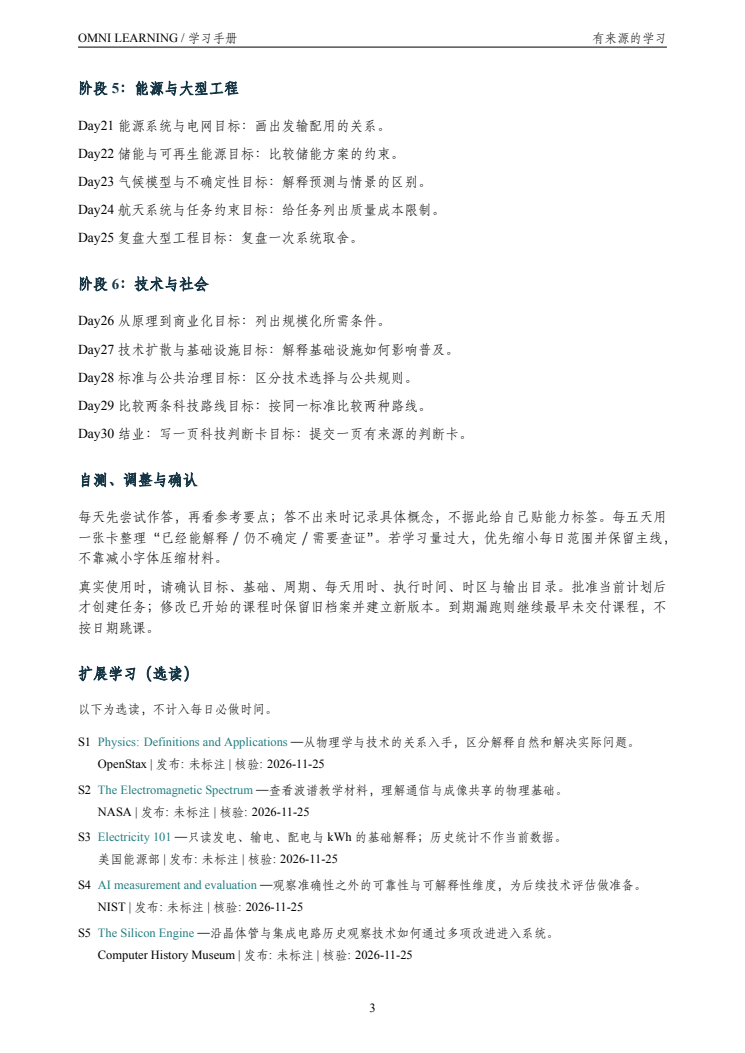 OMNI LEARNING / 学习手册
有来源的学习
阶段 5：能源与大型工程
Day21 能源系统与电网目标：画出发输配用的关系。
Day22 储能与可再生能源目标：比较储能方案的约束。
Day23 气候模型与不确定性目标：解释预测与情景的区别。
Day24 航天系统与任务约束目标：给任务列出质量成本限制。
Day25 复盘大型工程目标：复盘一次系统取舍。
阶段 6：技术与社会
Day26 从原理到商业化目标：列出规模化所需条件。
Day27 技术扩散与基础设施目标：解释基础设施如何影响普及。
Day28 标准与公共治理目标：区分技术选择与公共规则。
Day29 比较两条科技路线目标：按同一标准比较两种路线。
Day30 结业：写一页科技判断卡目标：提交一页有来源的判断卡。
自测、调整与确认
每天先尝试作答，再看参考要点；答不出来时记录具体概念，不据此给自己贴能力标签。每五天用
一张卡整理“已经能解释 / 仍不确定 / 需要查证”。若学习量过大，优先缩小每日范围并保留主线，
不靠减小字体压缩材料。
真实使用时，请确认目标、基础、周期、每天用时、执行时间、时区与输出目录。批准当前计划后
才创建任务；修改已开始的课程时保留旧档案并建立新版本。到期漏跑则继续最早未交付课程，不
按日期跳课。
扩展学习（选读）
以下为选读，不计入每日必做时间。
S1 Physics: Definitions and Applications —从物理学与技术的关系入手，区分解释自然和解决实际问题。
OpenStax | 发布: 未标注 | 核验: 2026-11-25
S2 The Electromagnetic Spectrum —查看波谱教学材料，理解通信与成像共享的物理基础。
NASA | 发布: 未标注 | 核验: 2026-11-25
S3 Electricity 101 —只读发电、输电、配电与 kWh 的基础解释；历史统计不作当前数据。
美国能源部 | 发布: 未标注 | 核验: 2026-11-25
S4 AI measurement and evaluation —观察准确性之外的可靠性与可解释性维度，为后续技术评估做准备。
NIST | 发布: 未标注 | 核验: 2026-11-25
S5 The Silicon Engine —沿晶体管与集成电路历史观察技术如何通过多项改进进入系统。
Computer History Museum | 发布: 未标注 | 核验: 2026-11-25
3